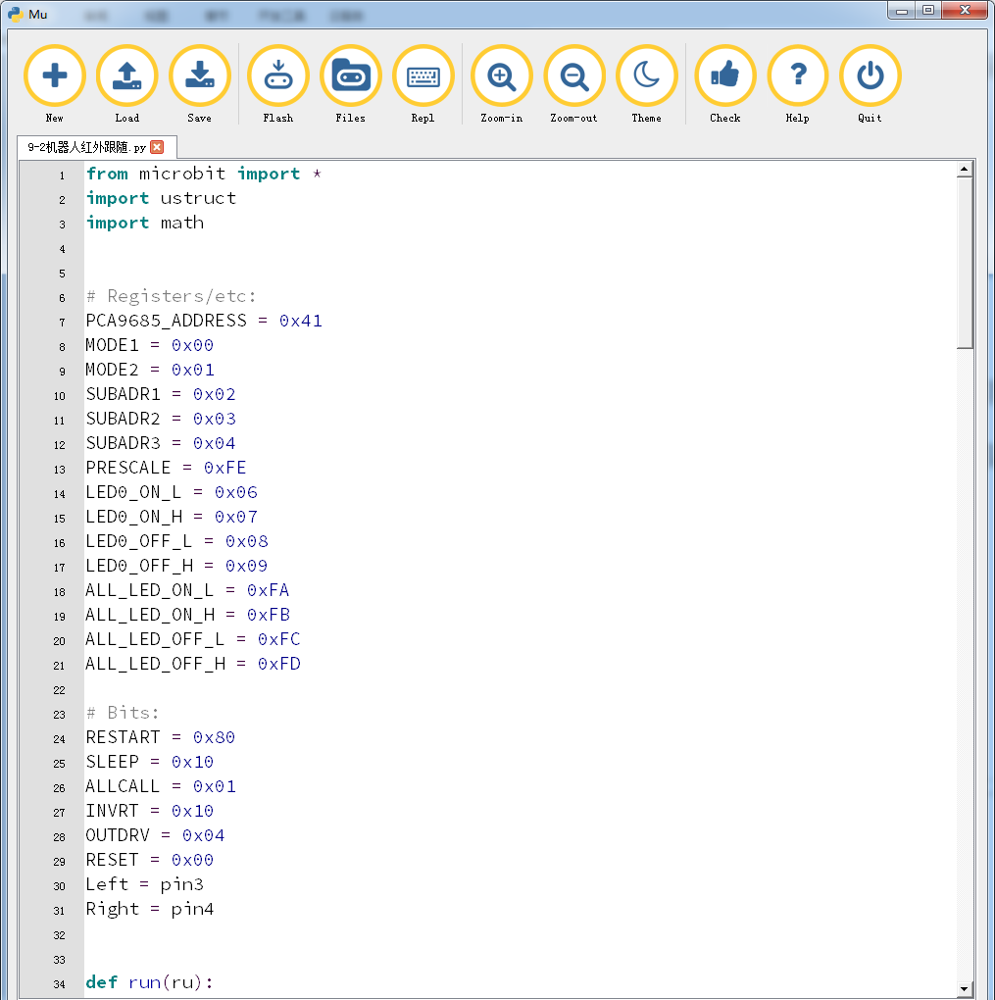 Mu
New Load Save Flash Files Repl Zoom-in Zoom-out Theme Check Help Quit
9-2机器人红外跟随.py
1 from microbit import *
2 import ustruct
3 import math
4
5
6 # Registers/etc:
7 PCA9685_ADDRESS = 0x41
8 MODE1 = 0x00
9 MODE2 = 0x01
10 SUBADR1 = 0x02
11 SUBADR2 = 0x03
12 SUBADR3 = 0x04
13 PRESCALE = 0xFE
14 LED0_ON_L = 0x06
15 LED0_ON_H = 0x07
16 LED0_OFF_L = 0x08
17 LED0_OFF_H = 0x09
18 ALL_LED_ON_L = 0xFA
19 ALL_LED_ON_H = 0xFB
20 ALL_LED_OFF_L = 0xFC
21 ALL_LED_OFF_H = 0xFD
22
23 # Bits:
24 RESTART = 0x80
25 SLEEP = 0x10
26 ALLCALL = 0x01
27 INVRT = 0x10
28 OUTDRV = 0x04
29 RESET = 0x00
30 Left = pin3
31 Right = pin4
32
33
34 def run(ru):